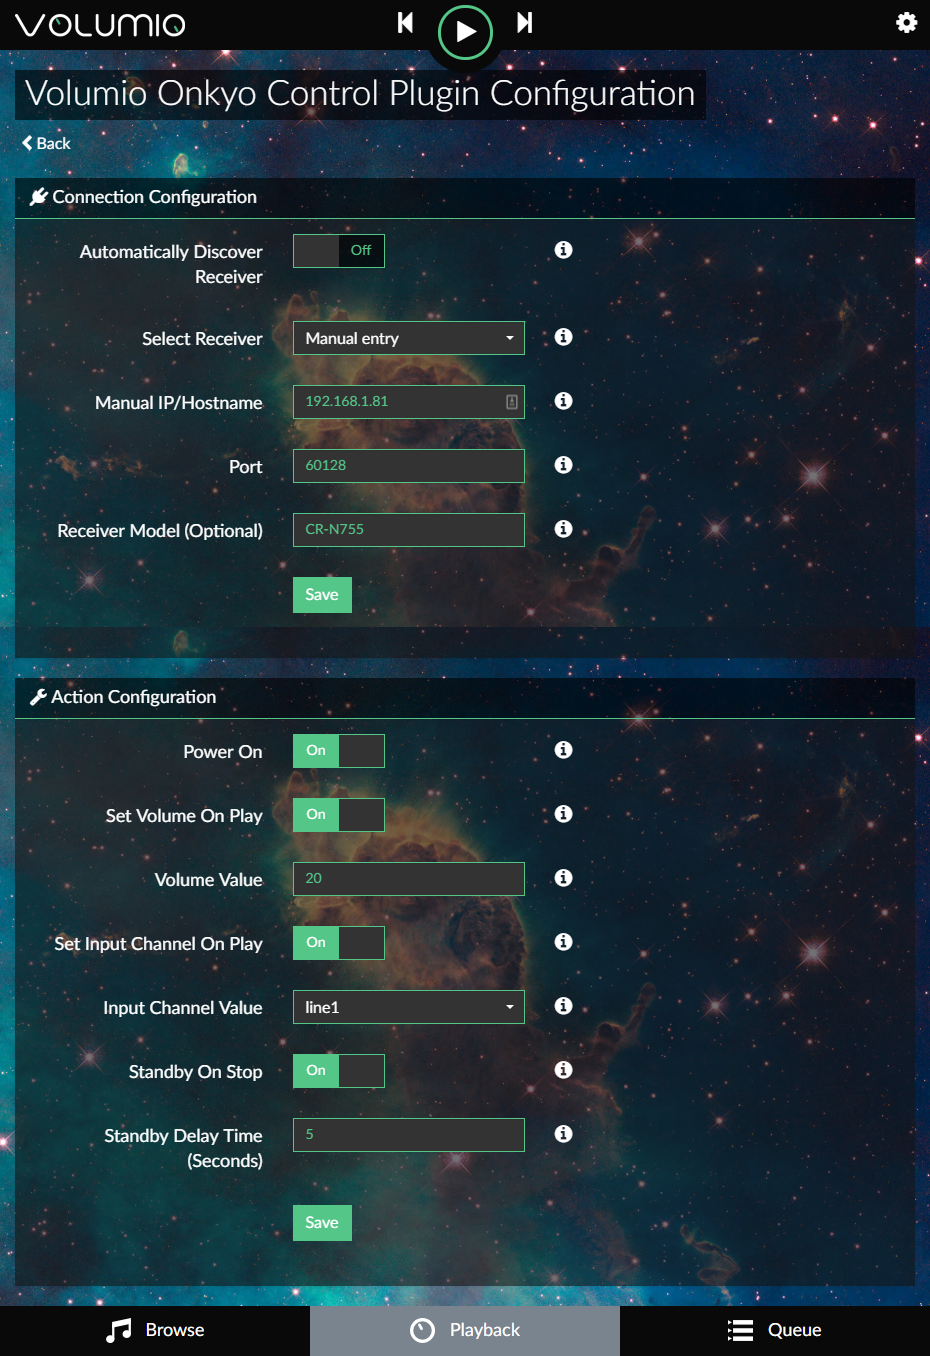 VOLUMIO
Volumio Onkyo Control Plugin Configuration
Back
Connection Configuration
Automatically Discover
Receiver
Off
Select Receiver
Manual entry
Manual IP/Hostname
192.168.1.81
Port
60128
Receiver Model (Optional)
CR-N755
Save
Action Configuration
Power On
On
Set Volume On Play
On
Volume Value
20
Set Input Channel On Play
On
Input Channel Value
line1
Standby On Stop
On
Standby Delay Time
(Seconds)
5
Save
Browse
Playback
Queue